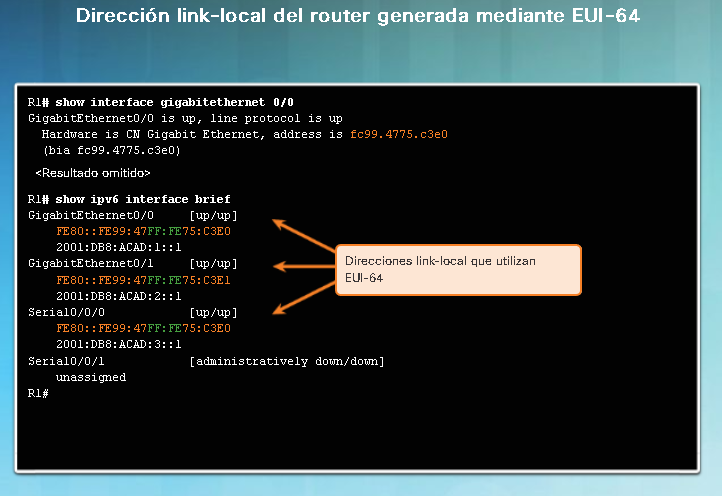 Dirección link-local del router generada mediante EUI-64
R1# show interface gigabitethernet 0/0
GigabitEthernet0/0 is up, line protocol is up
Hardware is CN Gigabit Ethernet, address is fc99.4775.c3e0
(bia fc99.4775.c3e0)
<Resultado omitido>
R1# show ipv6 interface brief
GigabitEthernet0/0 [up/up]
FE80::FE99:47FF:FE75:C3E0
2001:DB8:ACAD:1::1
GigabitEthernet0/1 [up/up]
FE80::FE99:47FF:FE75:C3E1
2001:DB8:ACAD:2::1
Serial0/0/0 [up/up]
FE80::FE99:47FF:FE75:C3E0
2001:DB8:ACAD:3::1
Serial0/0/1 [administratively down/down]
unassigned
R1#
Direcciones link-local que utilizan
EUI-64